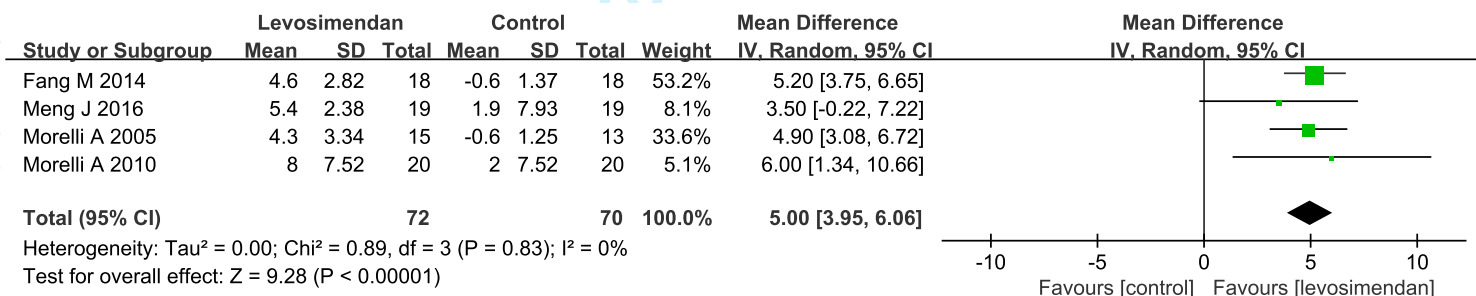 Levosimendan Control Mean Difference Mean Difference
Study or Subgroup Mean SD Total Mean SD Total Weight IV, Random, 95% CI IV, Random, 95% CI
Fang M 2014 4.6 2.82 18 -0.6 1.37 18 53.2% 5.20 [3.75, 6.65]
Meng J 2016 5.4 2.38 19 1.9 7.93 19 8.1% 3.50 [-0.22, 7.22]
Morelli A 2005 4.3 3.34 15 -0.6 1.25 13 33.6% 4.90 [3.08, 6.72]
Morelli A 2010 8 7.52 20 2 7.52 20 5.1% 6.00 [1.34, 10.66]
Total (95% CI) 72 70 100.0% 5.00 [3.95, 6.06]
Heterogeneity: Tau² = 0.00; Chi² = 0.89, df = 3 (P = 0.83); I² = 0%
Test for overall effect: Z = 9.28 (P < 0.00001)
-10 -5 0 5 10
Favours [control] Favours [levosimendan]